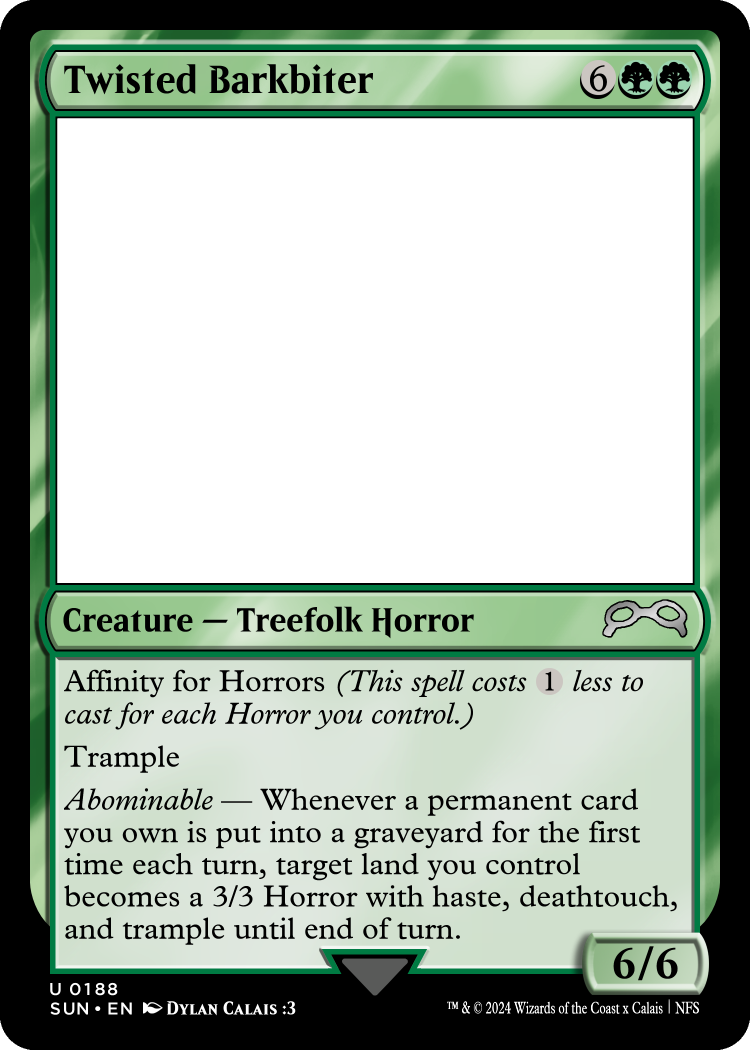 Twisted Barkbiter 6
Creature — Treefolk Horror
Affinity for Horrors (This spell costs 1 less to
cast for each Horror you control.)
Trample
Abominable — Whenever a permanent card
you own is put into a graveyard for the first
time each turn, target land you control
becomes a 3/3 Horror with haste, deathtouch,
and trample until end of turn.
6/6
U 0188
SUN • EN Dylan Calais :3
™ & © 2024 Wizards of the Coast x Calais | NFS